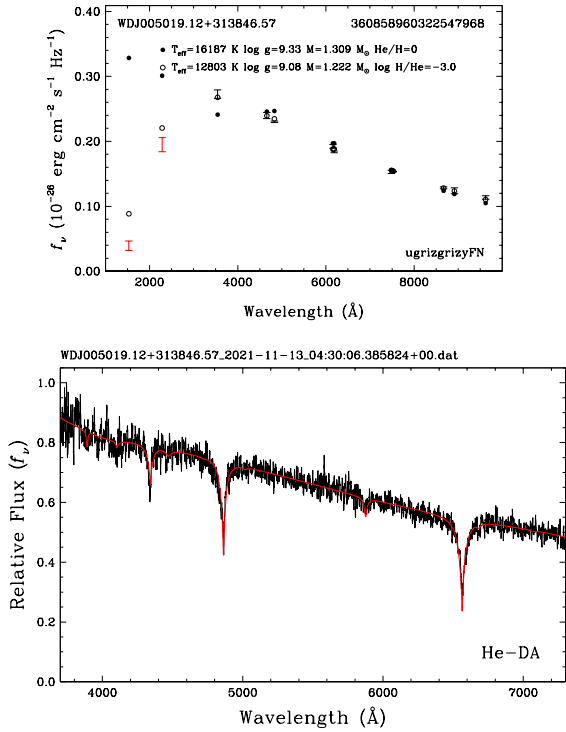 WDJ005019.12+313846.57 360858960322547968
● T_eff=16187 K log g=9.33 M=1.309 M_⊙ He/H=0
○ T_eff=12803 K log g=9.08 M=1.222 M_⊙ log H/He=−3.0
0.40
0.30
0.20
0.10
0.00
f_ν (10^−26 erg cm^−2 s^−1 Hz^−1)
ugrizgrizyFN
2000 4000 6000 8000
Wavelength (Å)
WDJ005019.12+313846.57_2021−11−13_04:30:06.385824+00.dat
1.0
0.8
0.6
0.4
0.2
0.0
Relative Flux (f_ν)
He−DA
4000 5000 6000 7000
Wavelength (Å)